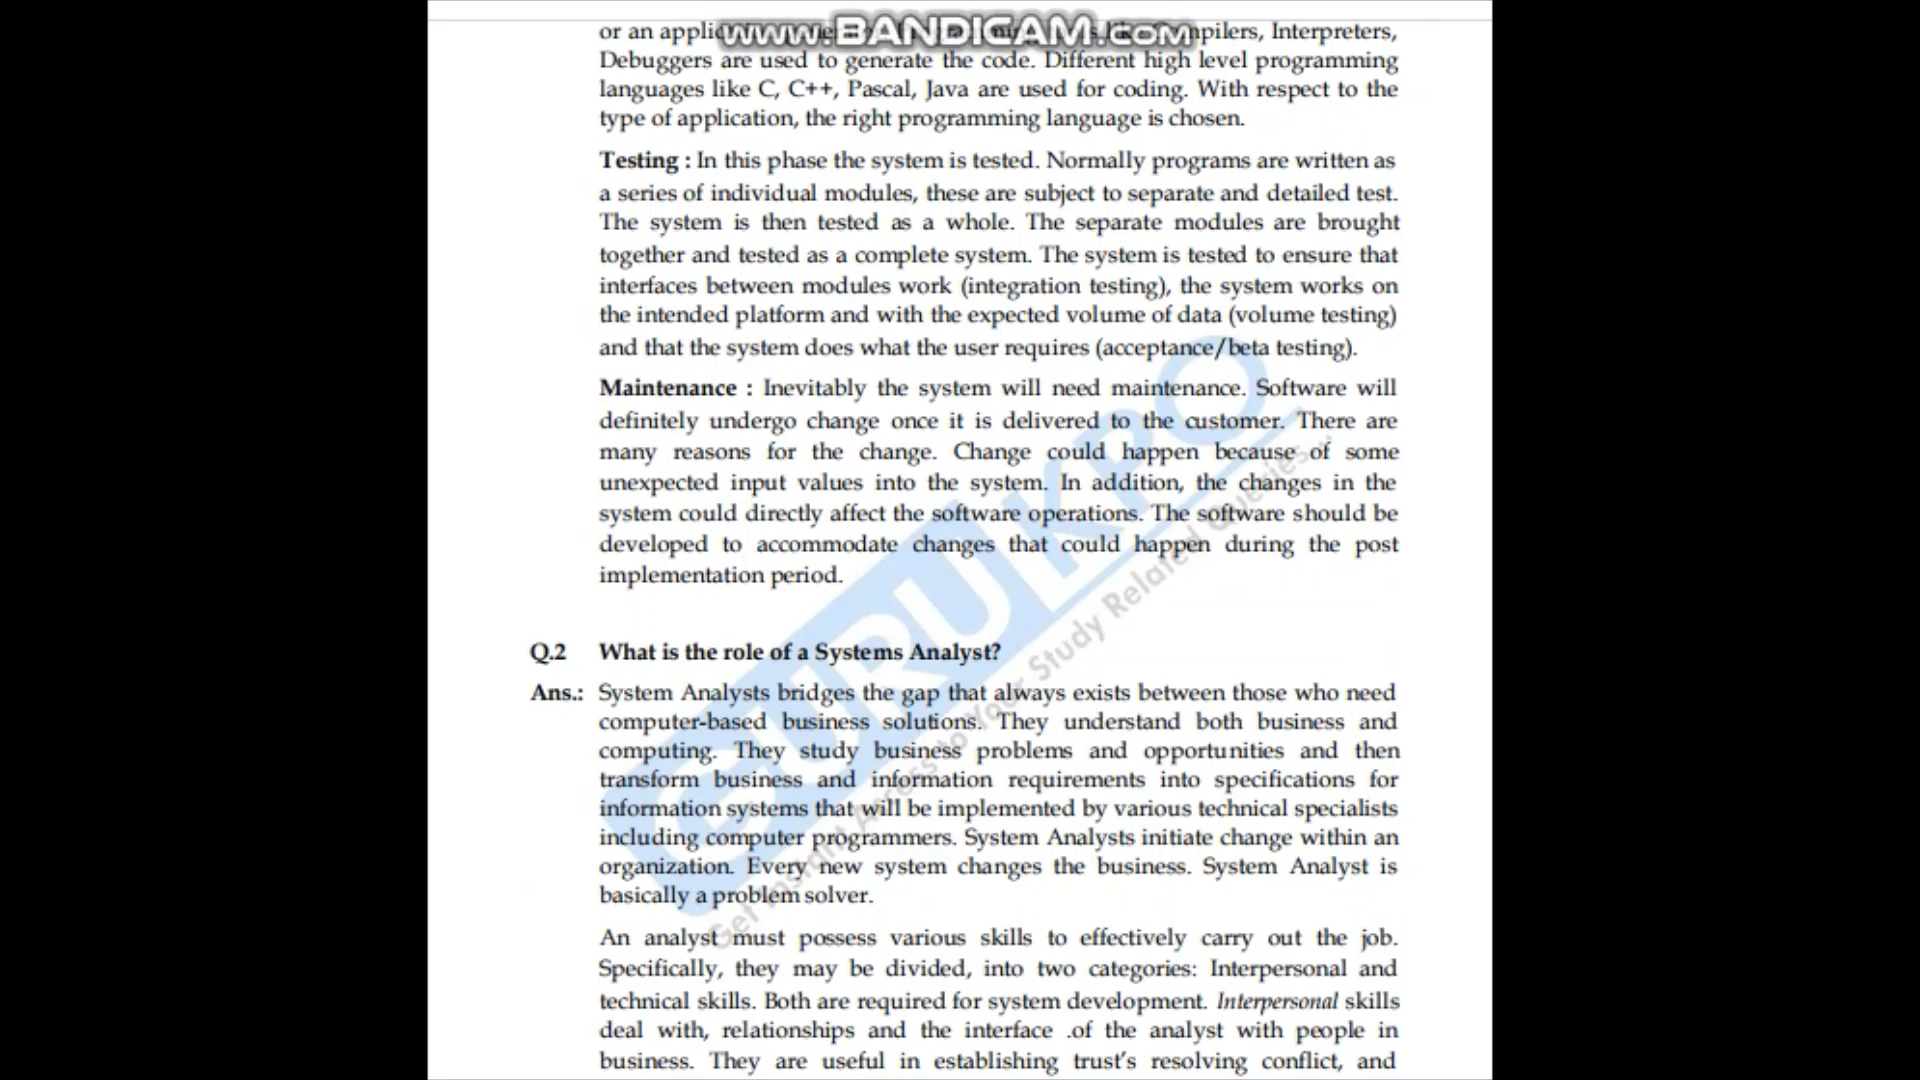 www.BANDICAM.com
or an
Debuggers are used to generate the code. Different high level programming
languages like C, C++, Pascal, Java are used for coding. With respect to the
type of application, the right programming language is chosen.
Testing : In this phase the system is tested. Normally programs are written as
a series of individual modules, these are subject to separate and detailed test.
The system is then tested as a whole. The separate modules are brought
together and tested as a complete system. The system is tested to ensure that
interfaces between modules work (integration testing), the system works on
the intended platform and with the expected volume of data (volume testing)
and that the system does what the user requires (acceptance/beta testing).
Maintenance : Inevitably the system will need maintenance. Software will
definitely undergo change once it is delivered to the customer. There are
many reasons for the change. Change could happen because of some
unexpected input values into the system. In addition, the changes in the
system could directly affect the software operations. The software should be
developed to accommodate changes that could happen during the post
implementation period.
Q.2 What is the role of a Systems Analyst?
Ans.: System Analysts bridges the gap that always exists between those who need
computer-based business solutions. They understand both business and
computing. They study business problems and opportunities and then
transform business and information requirements into specifications for
information systems that will be implemented by various technical specialists
including computer programmers. System Analysts initiate change within an
organization. Every new system changes the business. System Analyst is
basically a problem solver.
An analyst must possess various skills to effectively carry out the job.
Specifically, they may be divided, into two categories: Interpersonal and
technical skills. Both are required for system development. Interpersonal skills
deal with, relationships and the interface .of the analyst with people in
business. They are useful in establishing trust's resolving conflict, and
GURUKPO
Get Instant Access to Your Study Related Queries...